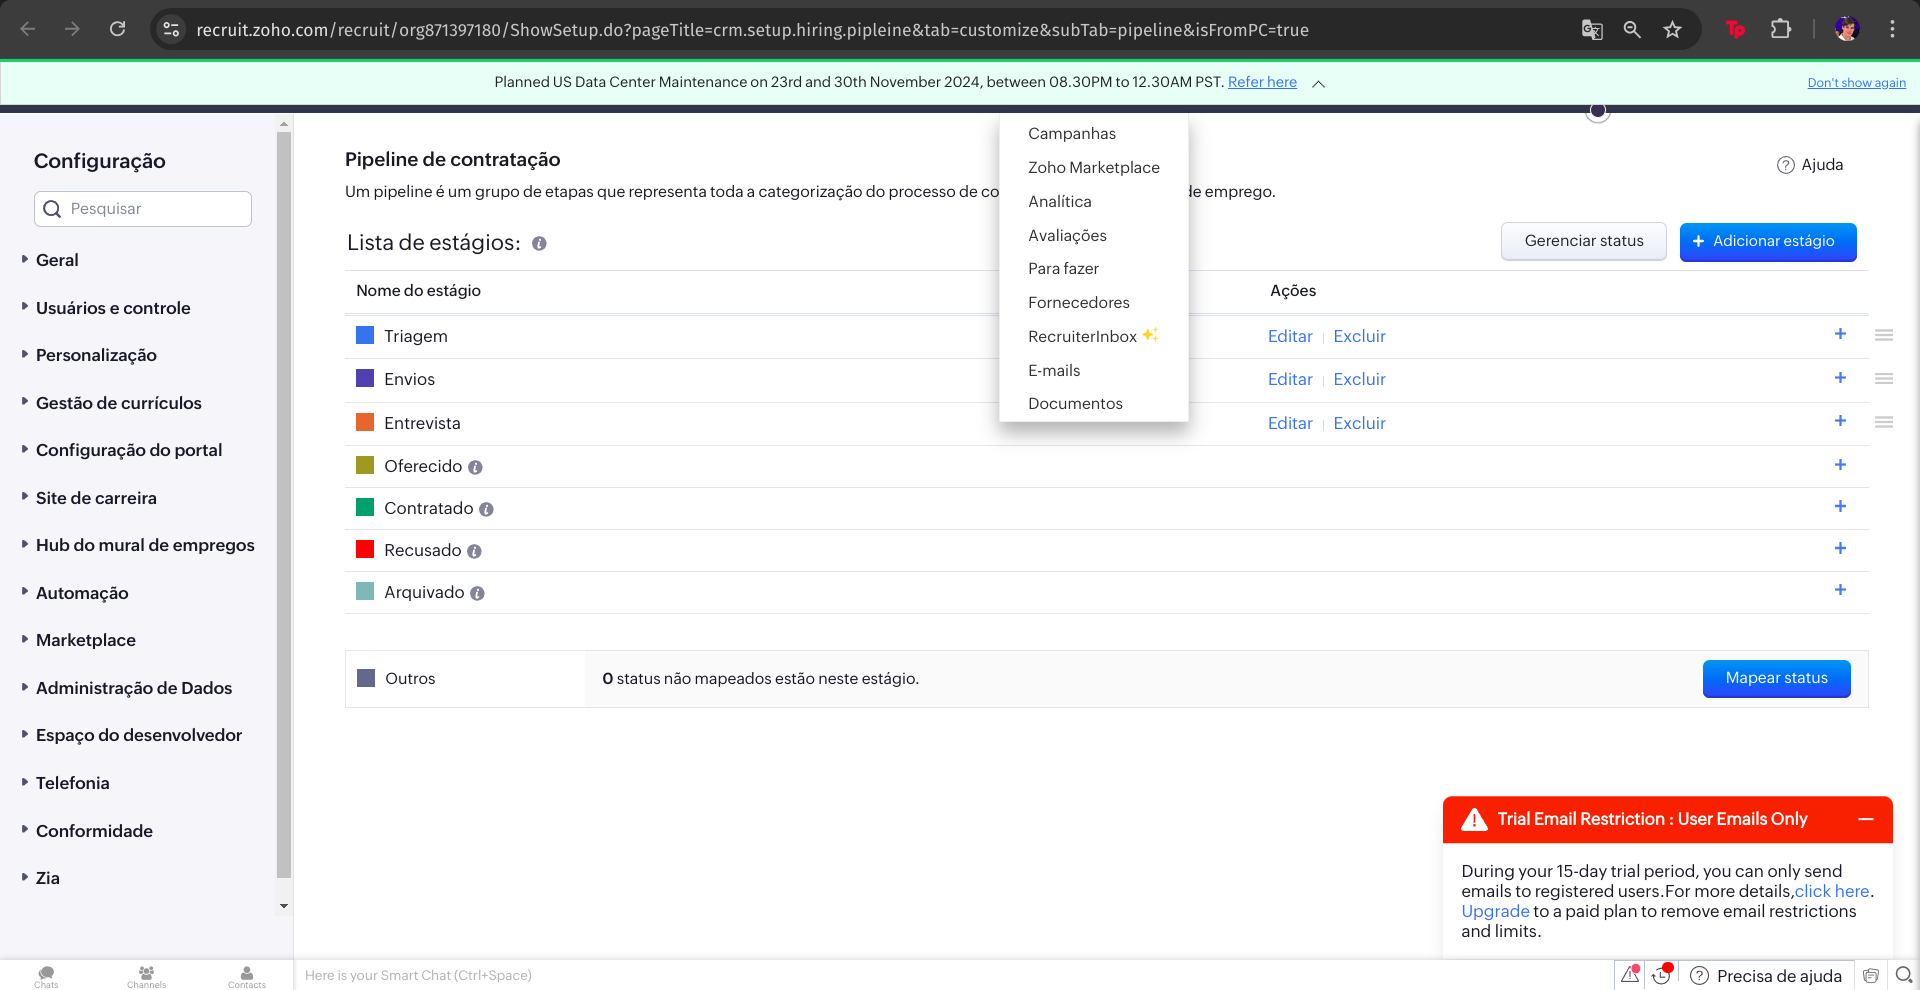 recruit.zoho.com/recruit/org871397180/ShowSetup.do?pageTitle=crm.setup.hiring.pipleine&tab=customize&subTab=pipeline&isFromPC=true
Tp
Planned US Data Center Maintenance on 23rd and 30th November 2024, between 08.30PM to 12.30AM PST. Refer here
Don't show again
Configuração
Pesquisar
Geral
Usuários e controle
Personalização
Gestão de currículos
Configuração do portal
Site de carreira
Hub do mural de empregos
Automação
Marketplace
Administração de Dados
Espaço do desenvolvedor
Telefonia
Conformidade
Zia
Pipeline de contratação
Ajuda
Um pipeline é um grupo de etapas que representa toda a categorização do processo de co
de emprego.
Lista de estágios:
Gerenciar status
+ Adicionar estágio
Nome do estágio
Ações
Triagem
Editar | Excluir
Envios
Editar | Excluir
Entrevista
Editar | Excluir
Oferecido
Contratado
Recusado
Arquivado
Campanhas
Zoho Marketplace
Analítica
Avaliações
Para fazer
Fornecedores
RecruiterInbox
E-mails
Documentos
Outros
0 status não mapeados estão neste estágio.
Mapear status
Trial Email Restriction : User Emails Only
During your 15-day trial period, you can only send
emails to registered users.For more details,click here.
Upgrade to a paid plan to remove email restrictions
and limits.
Chats
Channels
Contacts
Here is your Smart Chat (Ctrl+Space)
Precisa de ajuda